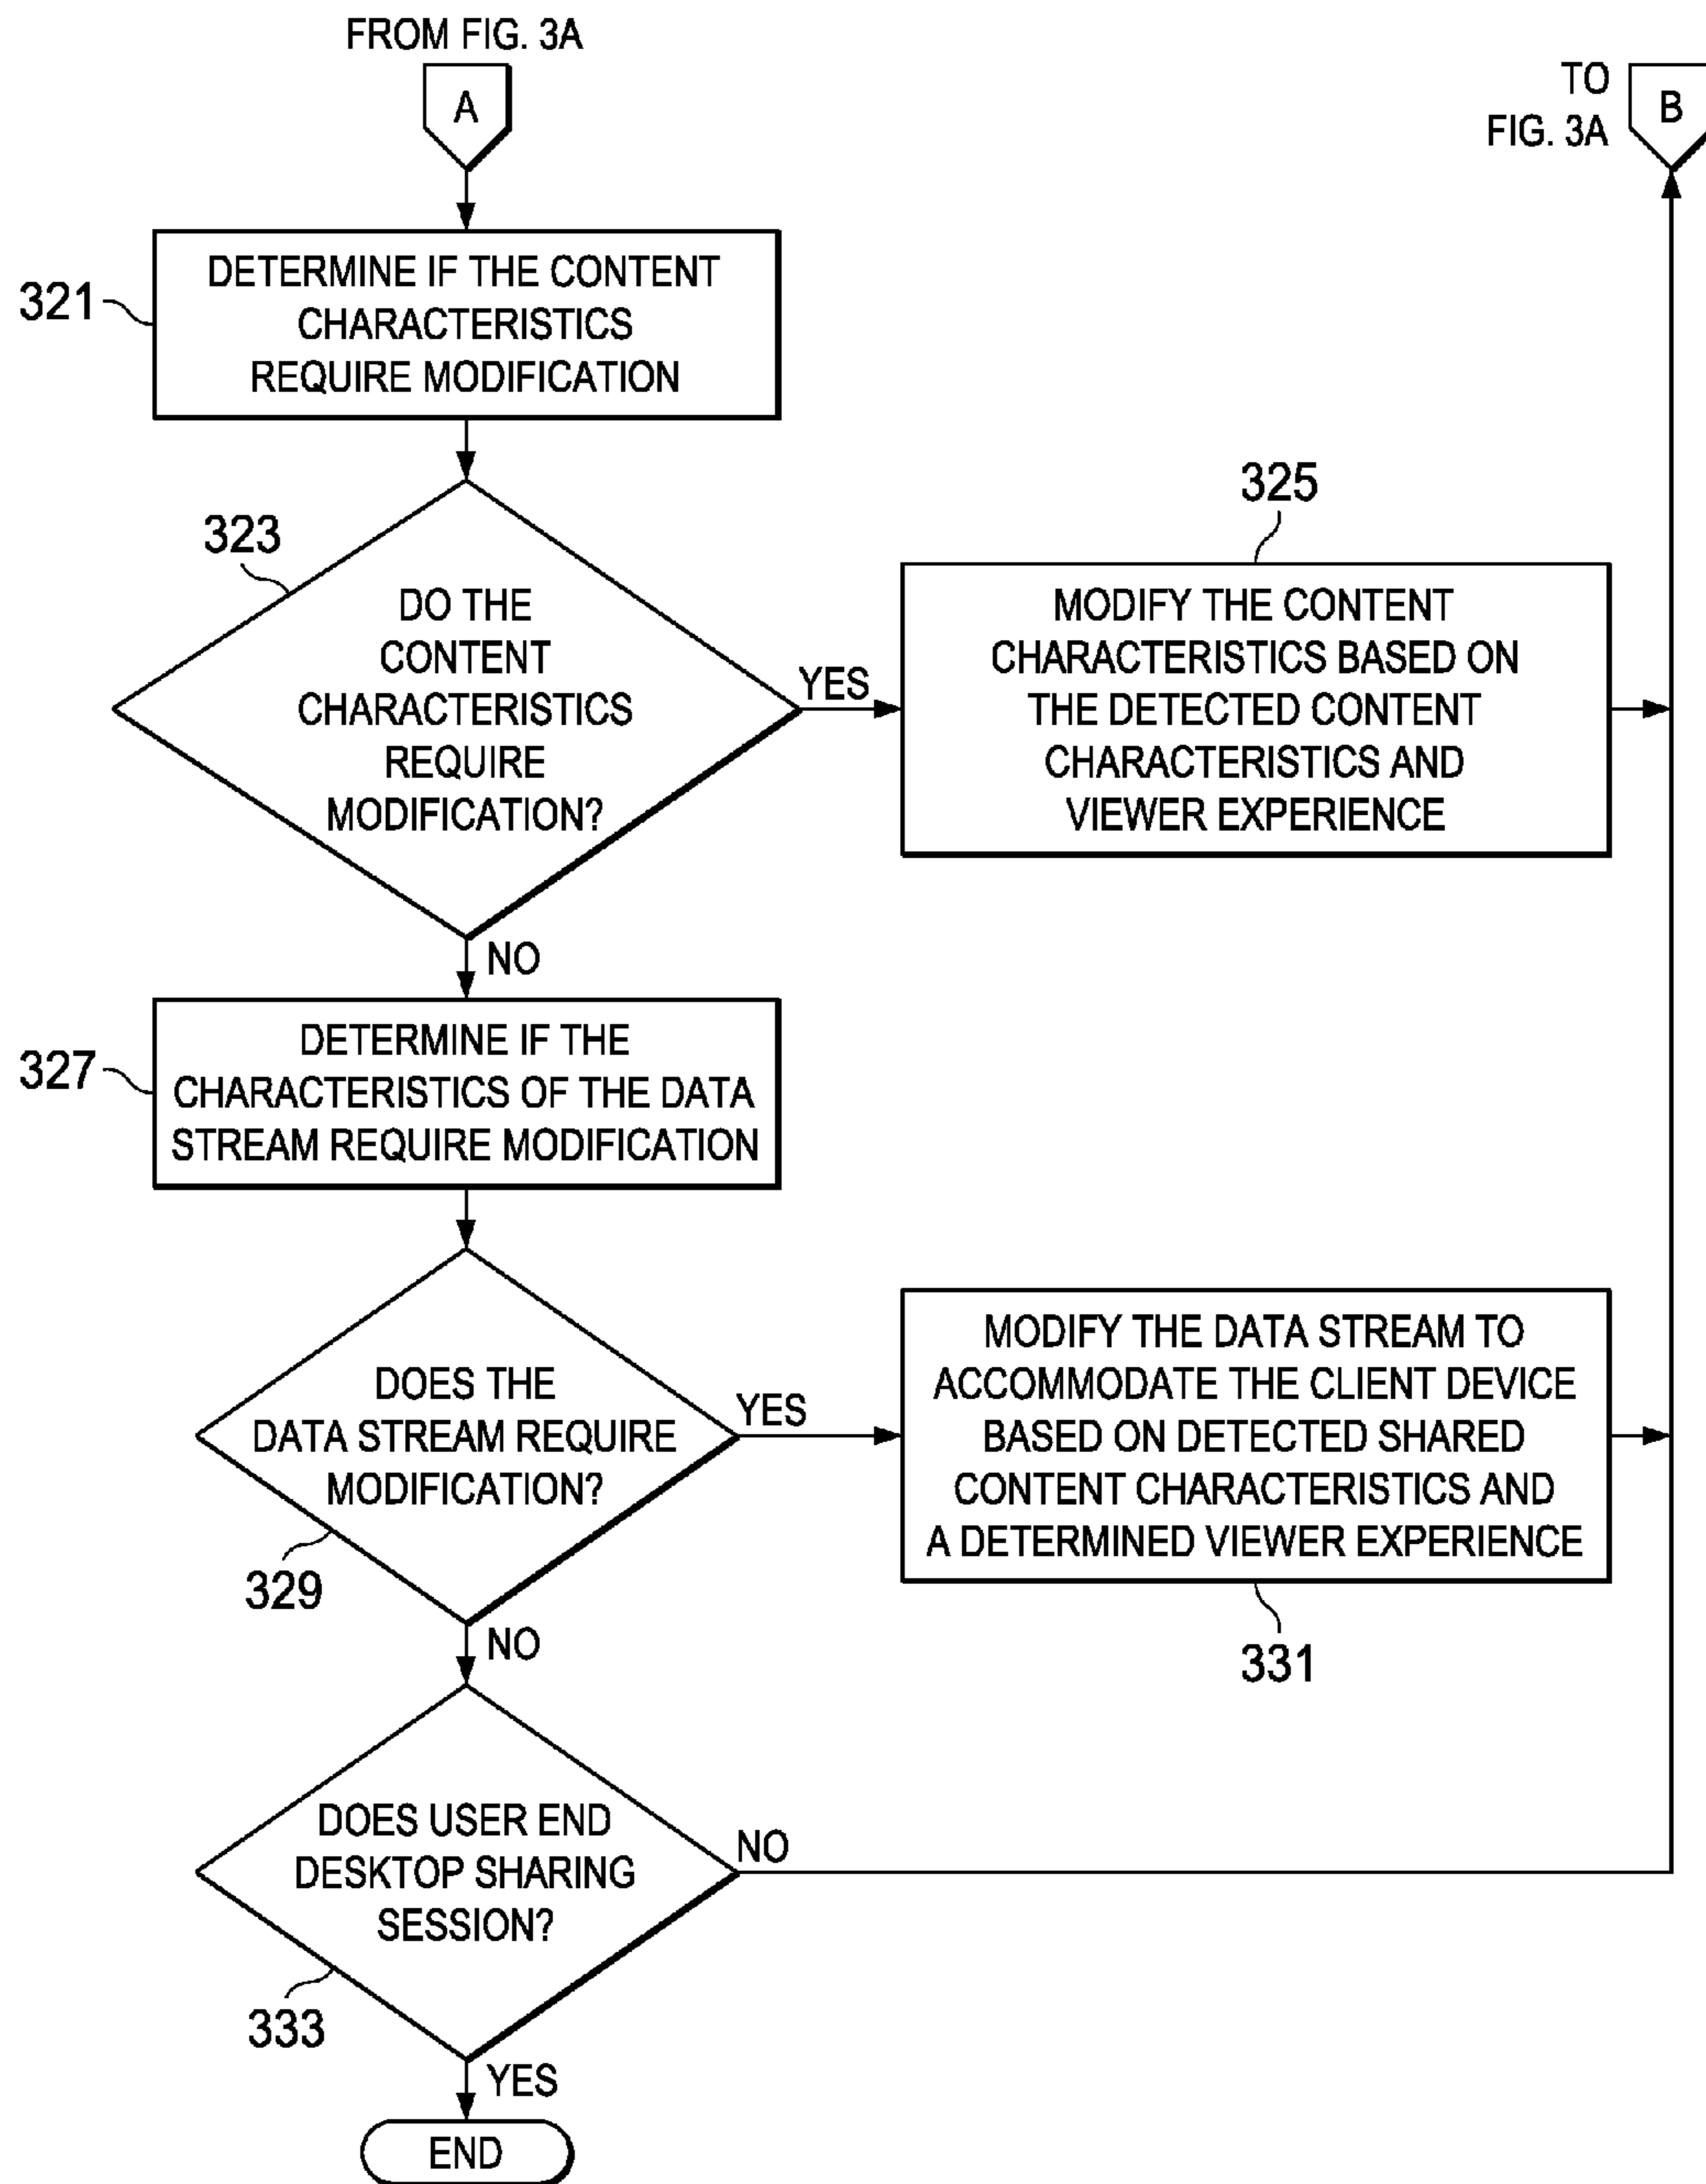 FROM FIG. 3A
A
TO
FIG. 3A
B
321
DETERMINE IF THE CONTENT
CHARACTERISTICS
REQUIRE MODIFICATION
323
DO THE
CONTENT
CHARACTERISTICS
REQUIRE
MODIFICATION?
YES
325
MODIFY THE CONTENT
CHARACTERISTICS BASED ON
THE DETECTED CONTENT
CHARACTERISTICS AND
VIEWER EXPERIENCE
NO
327
DETERMINE IF THE
CHARACTERISTICS OF THE DATA
STREAM REQUIRE MODIFICATION
DOES THE
DATA STREAM REQUIRE
MODIFICATION?
329
YES
MODIFY THE DATA STREAM TO
ACCOMMODATE THE CLIENT DEVICE
BASED ON DETECTED SHARED
CONTENT CHARACTERISTICS AND
A DETERMINED VIEWER EXPERIENCE
331
NO
DOES USER END
DESKTOP SHARING
SESSION?
333
NO
YES
END